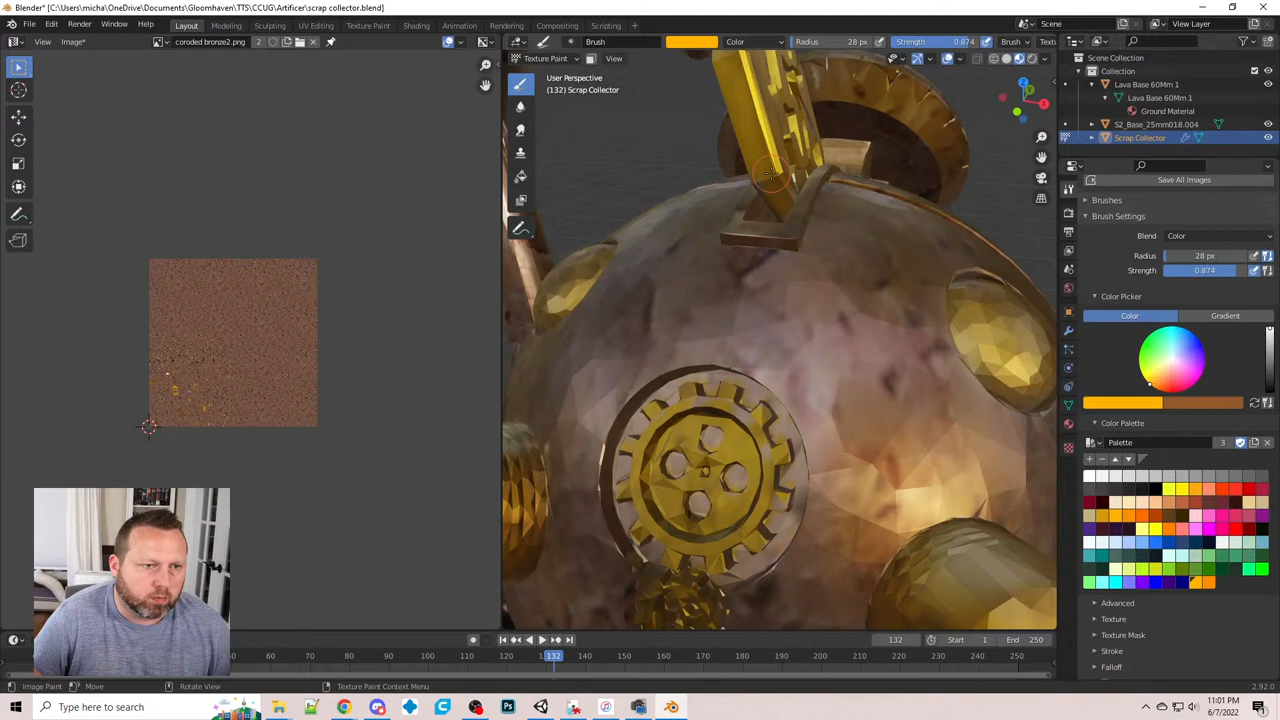 Blender* [C:\Users\micha\OneDrive\Documents\Gloomhaven\TTS\CCUG\Artificer\scrap collector.blend]
File Edit Render Window Help Layout Modeling Sculpting UV Editing Texture Paint Shading Animation Rendering Compositing Scripting + Scene View Layer
View Image* coroded bronze2.png 2 Brush Color Radius 28 px Strength 0.874 Brush
Texture Paint View
User Perspective
(132) Scrap Collector
Scene Collection
Collection
Lava Base 60Mm 1
Lava Base 60Mm 1
Ground Material
S2_Base_25mm018.004
Scrap Collector
Save All Images
Brushes
Brush Settings
Blend Color
Radius 28 px
Strength 0.874
Color Picker
Color Gradient
Color Palette
Palette 3
Advanced
Texture
Texture Mask
Stroke
Falloff
132 Start 1 End 250
50 60 70 80 90 100 110 120 132 140 150 160 170 180 190 200 210 220 230 240 250
Image Paint Move Rotate View Texture Paint Context Menu 2.92.0
Type here to search
11:01 PM
6/7/2022